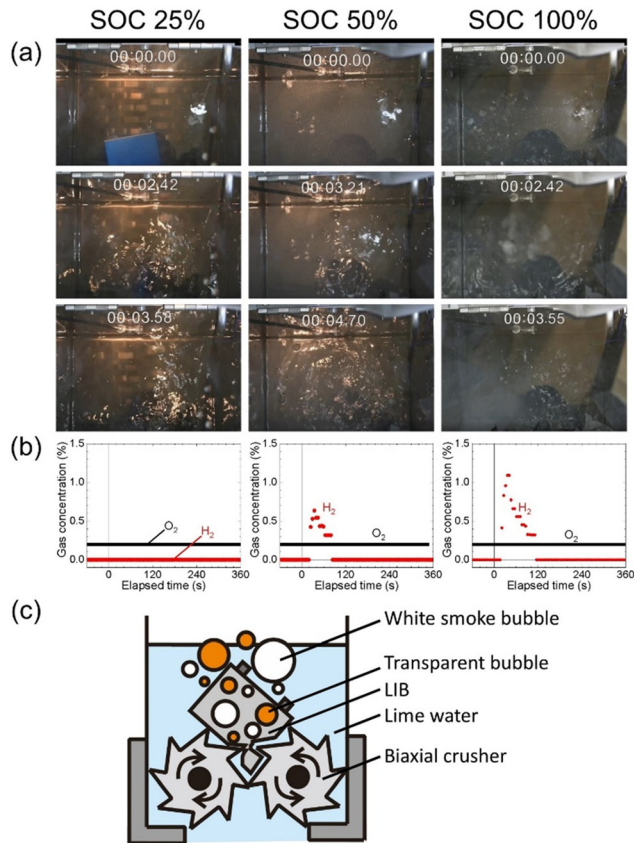 SOC 25% SOC 50% SOC 100%
(a)
00:00.00 00:00.00 00:00.00
00:02.42 00:03.21 00:02.42
00:03.58 00:04.70 00:03.55
(b)
Gas concentration (%) Gas concentration (%) Gas concentration (%)
1.5 1.5 1.5
1.0 1.0 1.0
0.5 0.5 0.5
0.0 0.0 0.0
O2 H2 H2 O2 H2 O2
0 120 240 360 0 120 240 360 0 120 240 360
Elapsed time (s) Elapsed time (s) Elapsed time (s)
(c)
White smoke bubble
Transparent bubble
LIB
Lime water
Biaxial crusher